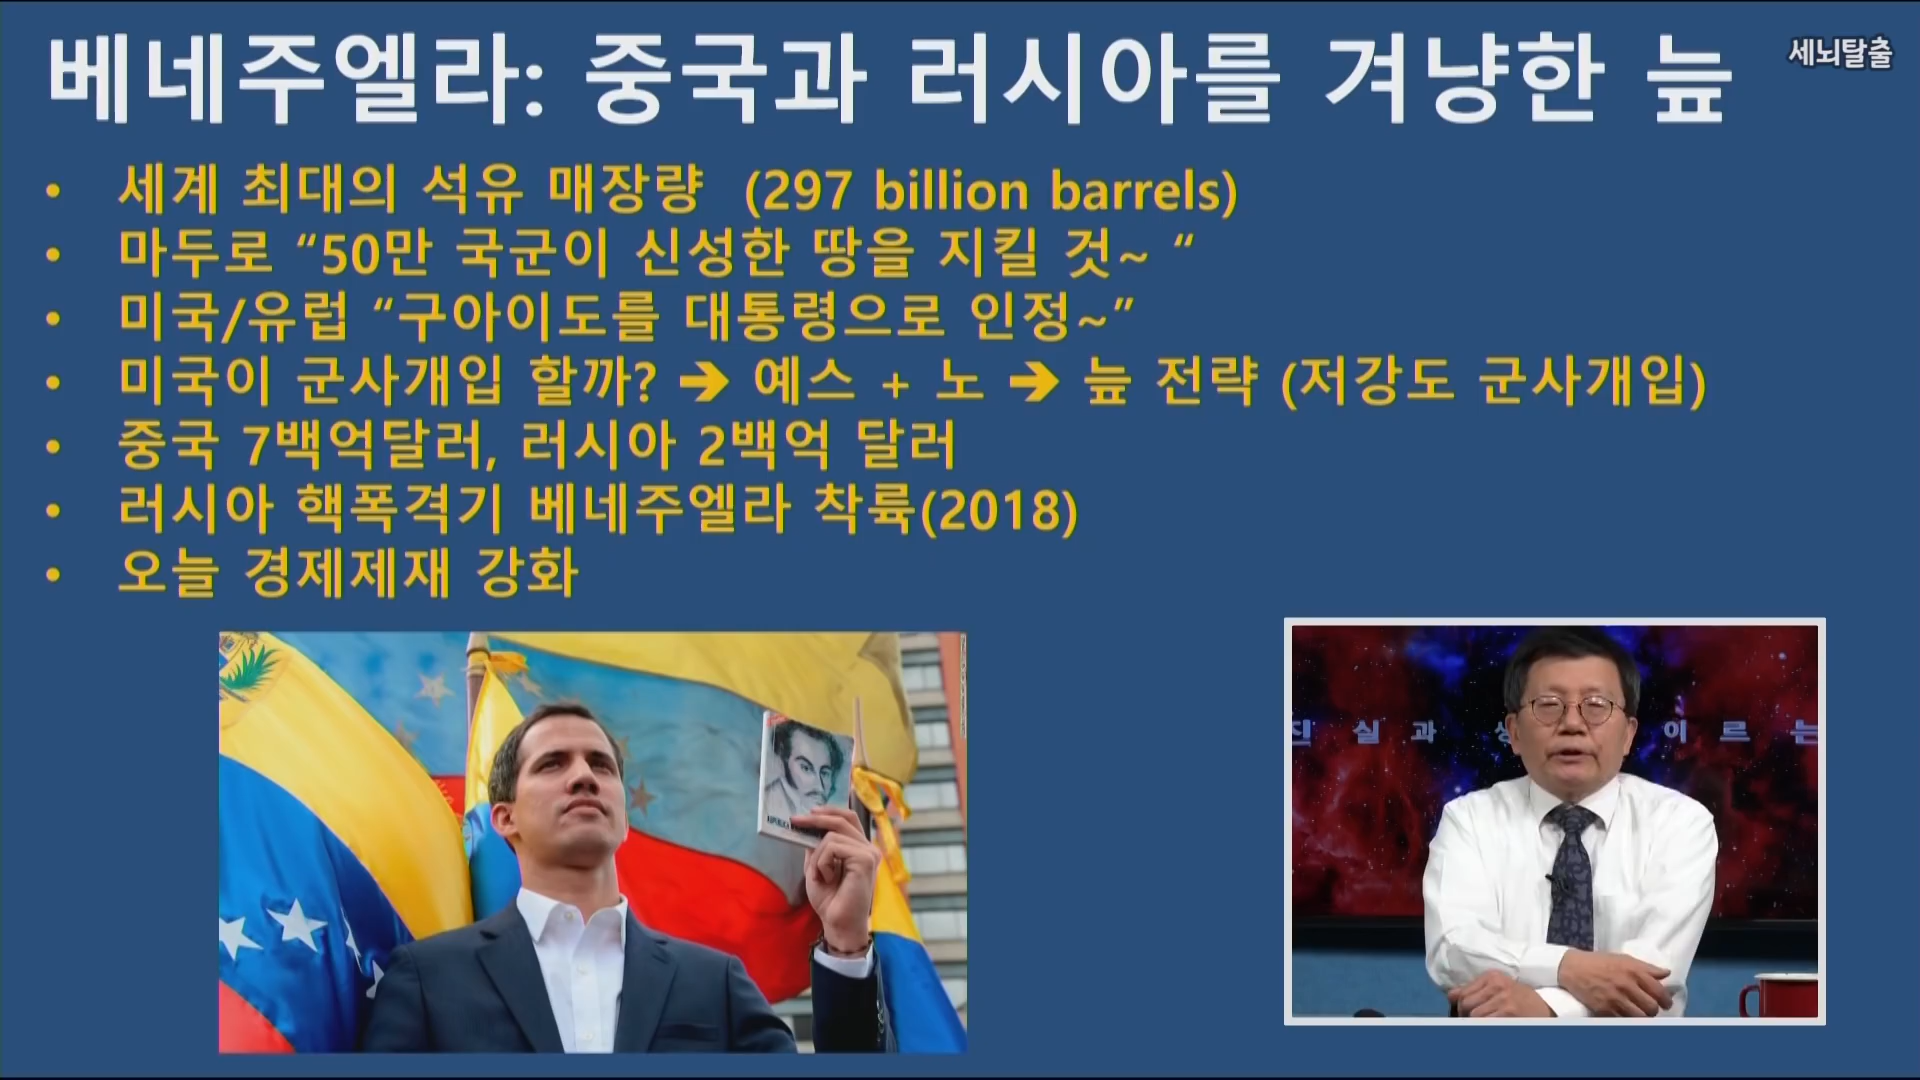 베네주엘라: 중국과 러시아를 겨냥한 늪
세뇌탈출
• 세계 최대의 석유 매장량 (297 billion barrels)
• 마두로 “50만 국군이 신성한 땅을 지킬 것~ “
• 미국/유럽 “구아이도를 대통령으로 인정~”
• 미국이 군사개입 할까? ➔ 예스 + 노 ➔ 늪 전략 (저강도 군사개입)
• 중국 7백억달러, 러시아 2백억 달러
• 러시아 핵폭격기 베네주엘라 착륙(2018)
• 오늘 경제제재 강화
진 실 과 이 르 는